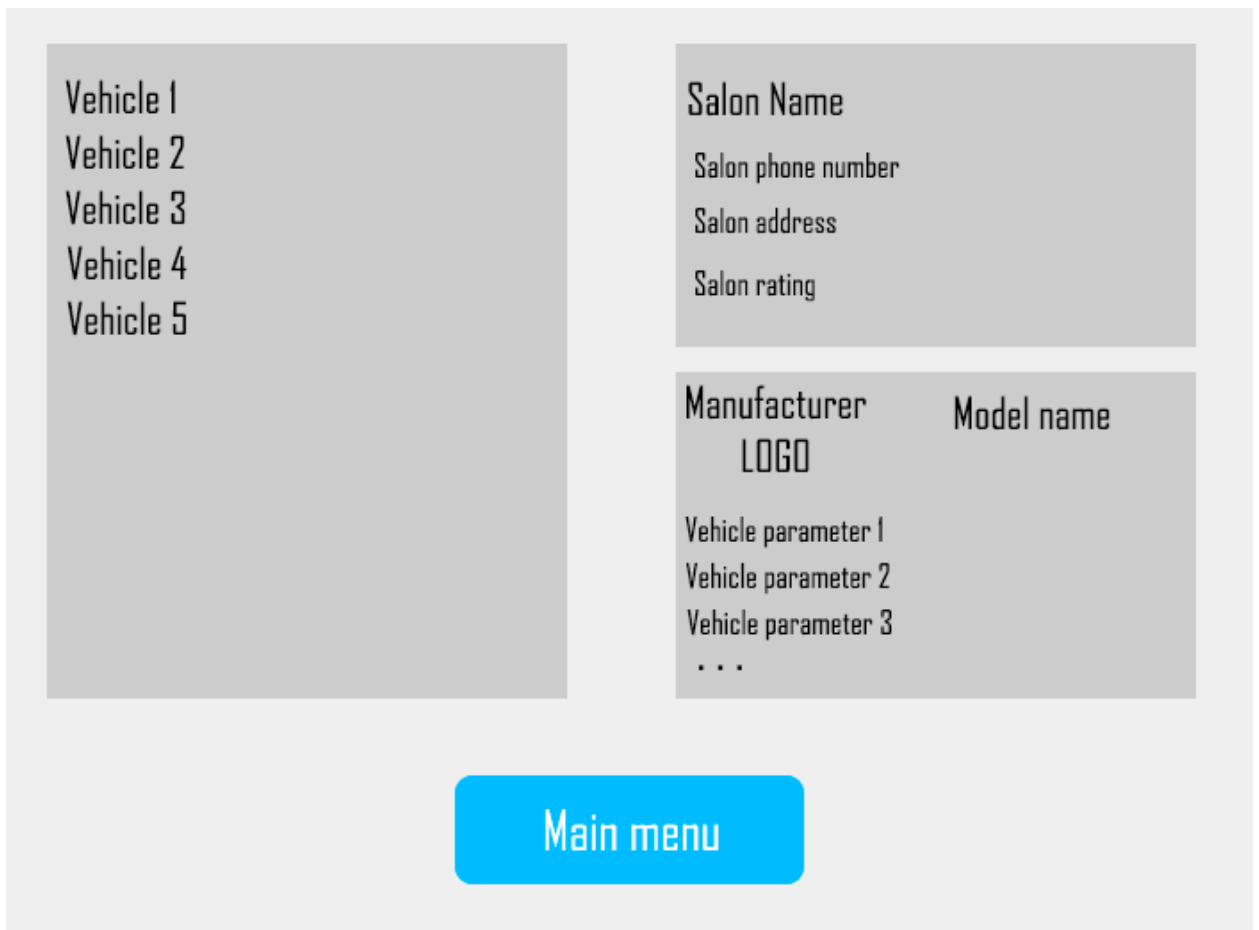 Vehicle 1
Vehicle 2
Vehicle 3
Vehicle 4
Vehicle 5
Salon Name
Salon phone number
Salon address
Salon rating
Manufacturer
LOGO
Model name
Vehicle parameter 1
Vehicle parameter 2
Vehicle parameter 3
. . .
Main menu